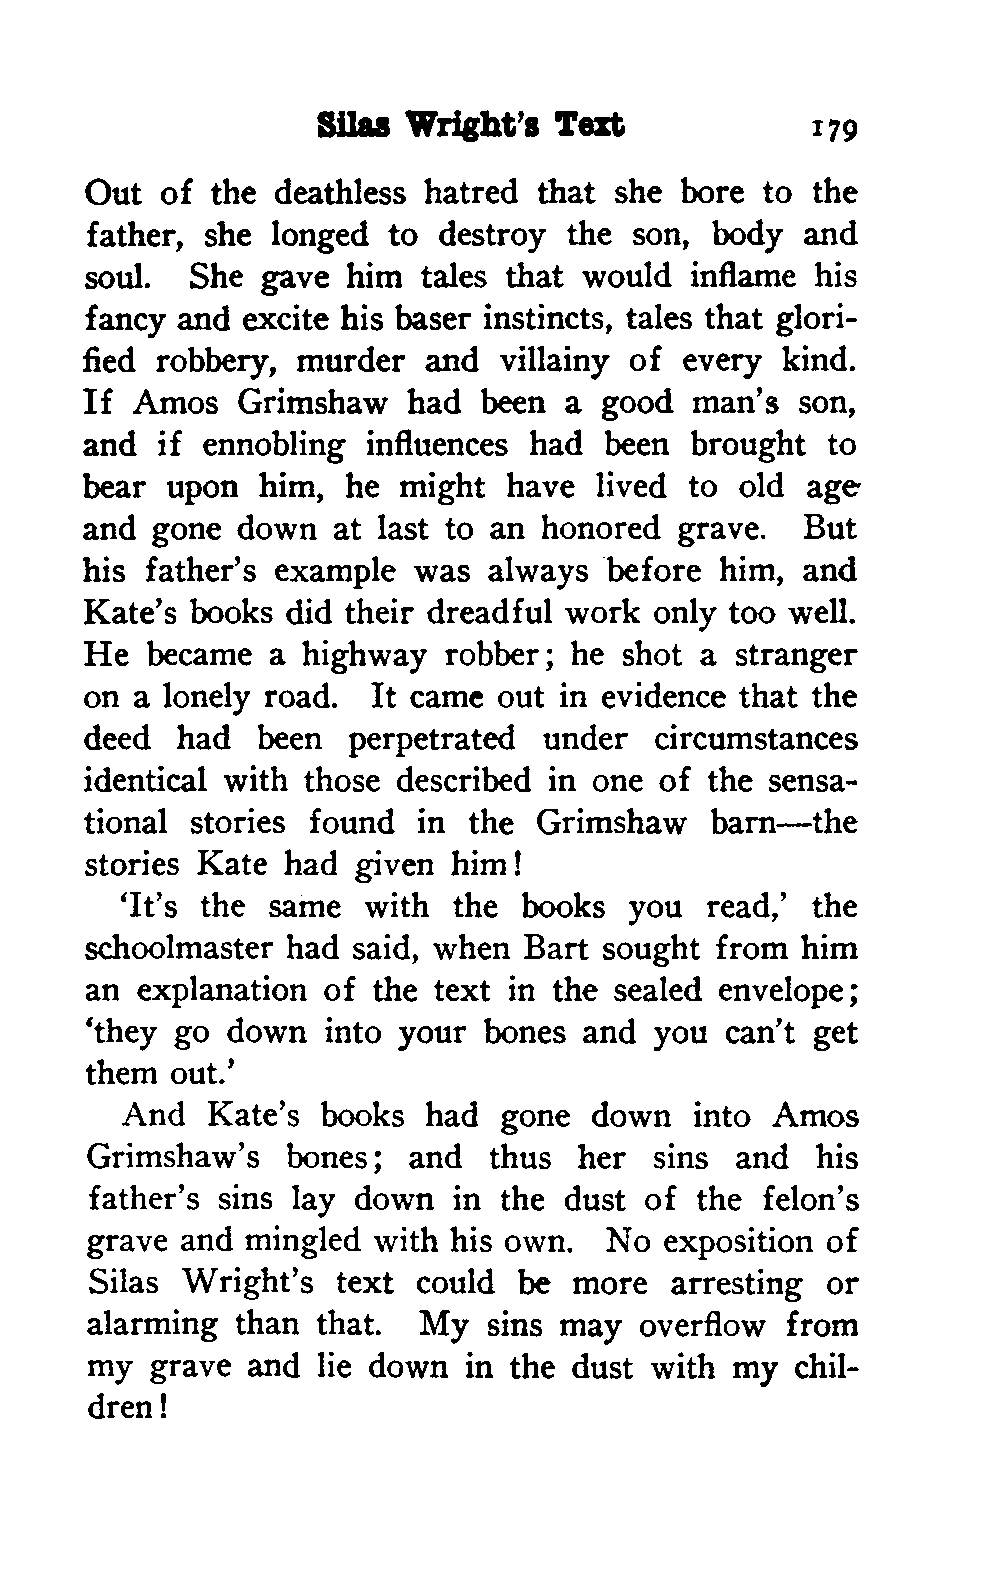 Silas Wright's Text 179
Out of the deathless hatred that she bore to the
father, she longed to destroy the son, body and
soul. She gave him tales that would inflame his
fancy and excite his baser instincts, tales that glori-
fied robbery, murder and villainy of every kind.
If Amos Grimshaw had been a good man's son,
and if ennobling influences had been brought to
bear upon him, he might have lived to old age
and gone down at last to an honored grave. But
his father's example was always before him, and
Kate's books did their dreadful work only too well.
He became a highway robber; he shot a stranger
on a lonely road. It came out in evidence that the
deed had been perpetrated under circumstances
identical with those described in one of the sensa-
tional stories found in the Grimshaw barn—the
stories Kate had given him!
'It's the same with the books you read,' the
schoolmaster had said, when Bart sought from him
an explanation of the text in the sealed envelope;
'they go down into your bones and you can't get
them out.'
And Kate's books had gone down into Amos
Grimshaw's bones; and thus her sins and his
father's sins lay down in the dust of the felon's
grave and mingled with his own. No exposition of
Silas Wright's text could be more arresting or
alarming than that. My sins may overflow from
my grave and lie down in the dust with my chil-
dren!